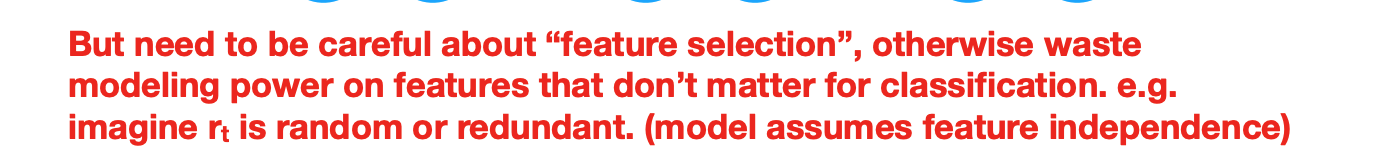 But need to be careful about “feature selection”, otherwise waste
modeling power on features that don’t matter for classification. e.g.
imagine rₜ is random or redundant. (model assumes feature independence)